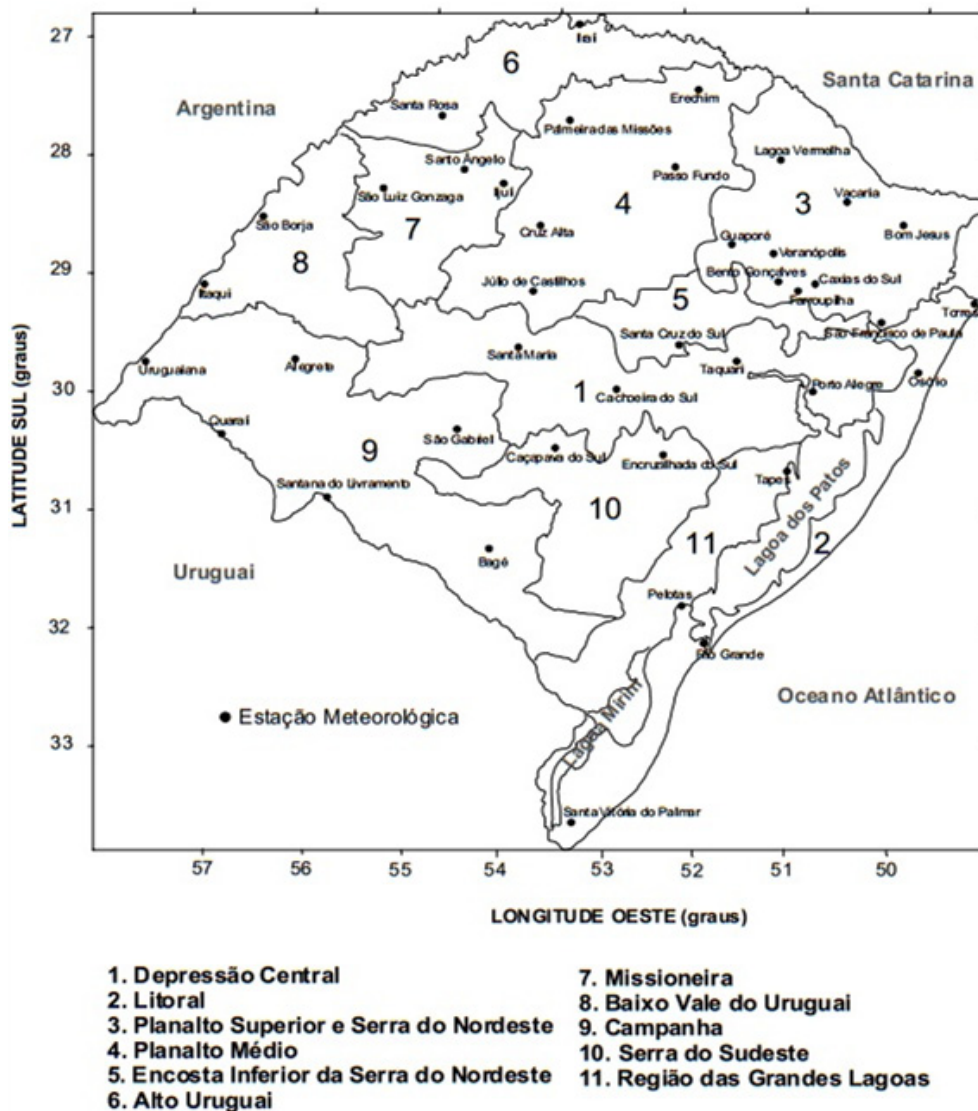 27
Iraí
6
Santa Catarina
Argentina
Santa Rosa
Erechim
Palmeira das Missões
28
Lagoa Vermelha
Santo Ângelo
Passo Fundo
São Luiz Gonzaga
Ijuí
4
3
Vacaria
São Borja
7
Cruz Alta
Bom Jesus
8
Guaporé
Veranópolis
29
Bento Gonçalves
Itaqui
Júlio de Castilhos
Caxias do Sul
5
Farroupilha
Torres
Santa Cruz do Sul
São Francisco de Paula
Santa Maria
Uruguaiana
Alegrete
Taquari
30
1
Cachoeira do Sul
Porto Alegre
Osório
Quaraí
9
São Gabriel
Caçapava do Sul
Encruzilhada do Sul
Santana do Livramento
Tapes
31
10
Lagoa dos Patos
11
2
Uruguai
Bagé
Pelotas
32
Rio Grande
Oceano Atlântico
Estação Meteorológica
Lagoa Mirim
33
Santa Vitória do Palmar
LATITUDE SUL (graus)
57 56 55 54 53 52 51 50
LONGITUDE OESTE (graus)
1. Depressão Central
2. Litoral
3. Planalto Superior e Serra do Nordeste
4. Planalto Médio
5. Encosta Inferior da Serra do Nordeste
6. Alto Uruguai
7. Missioneira
8. Baixo Vale do Uruguai
9. Campanha
10. Serra do Sudeste
11. Região das Grandes Lagoas